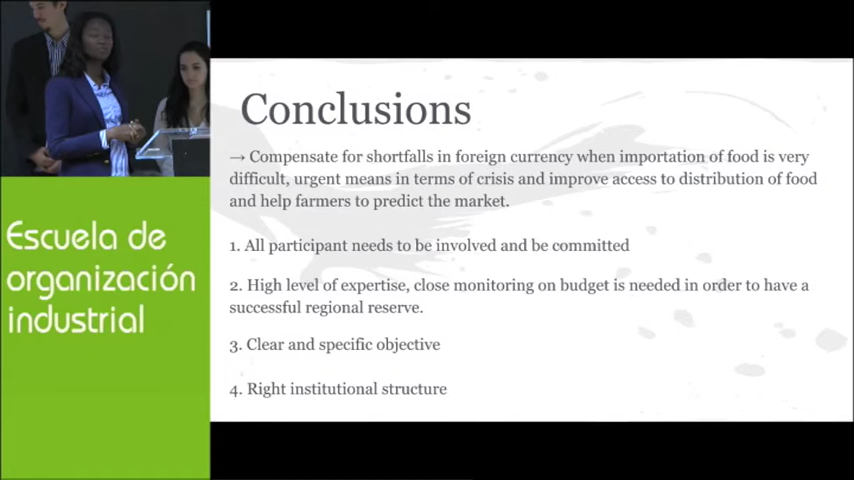 Escuela de
organización
industrial
Conclusions
→ Compensate for shortfalls in foreign currency when importation of food is very
difficult, urgent means in terms of crisis and improve access to distribution of food
and help farmers to predict the market.
1. All participant needs to be involved and be committed
2. High level of expertise, close monitoring on budget is needed in order to have a
successful regional reserve.
3. Clear and specific objective
4. Right institutional structure